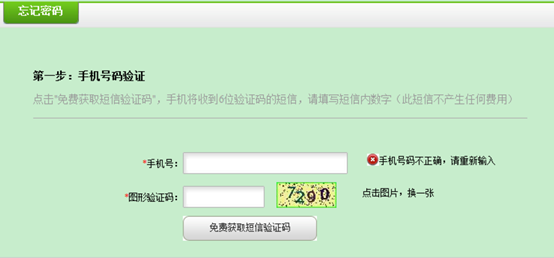 忘记密码
第一步：手机号码验证
点击"免费获取短信验证码"，手机将收到6位验证码的短信，请填写短信内数字（此短信不产生任何费用）
*手机号： 手机号码不正确，请重新输入
*图形验证码： 7290 点击图片，换一张
免费获取短信验证码